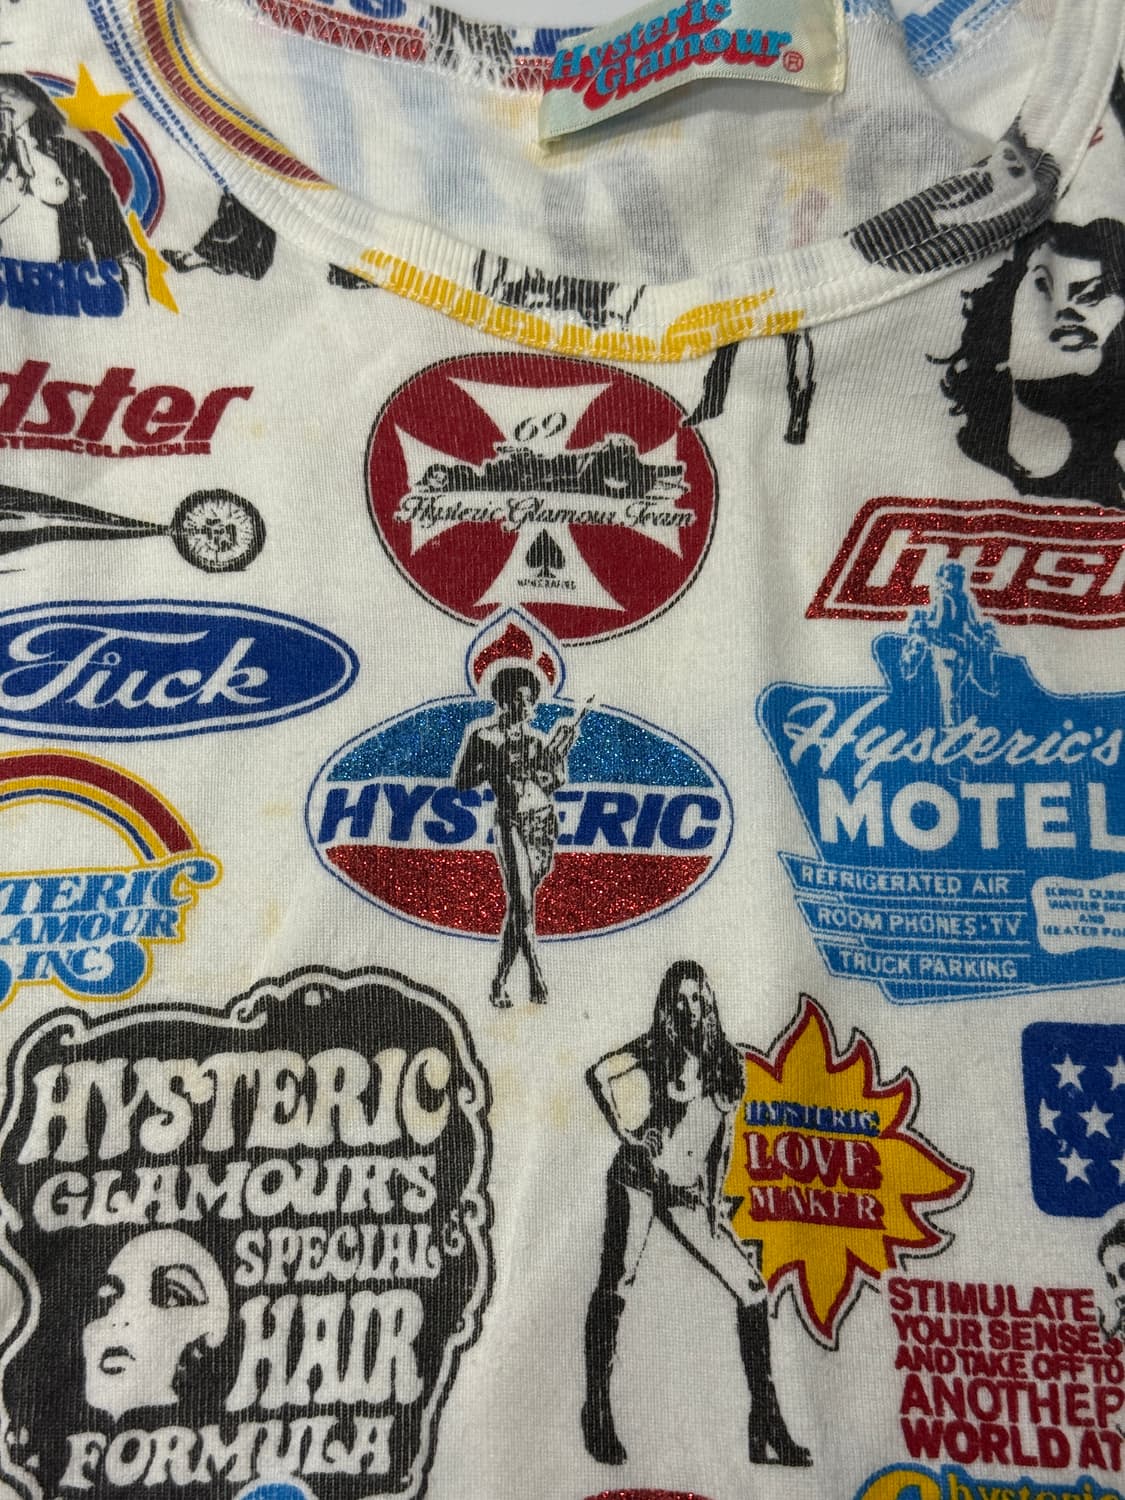 Hysteric
Glamour®
dster
69
Hysteric Glamour Team
Fuck
HYSTERIC
Hysteric's
MOTEL
REFRIGERATED AIR
ROOM PHONES·TV
TRUCK PARKING
TERIC
AMOUR
INC
HYSTERIC
GLAMOUR'S
SPECIAL
HAIR
FORMULA
HYSTERIC
LOVE
MAKER
STIMULATE
YOUR SENSES
AND TAKE OFF TO
ANOTHER
WORLD AT
hysteric